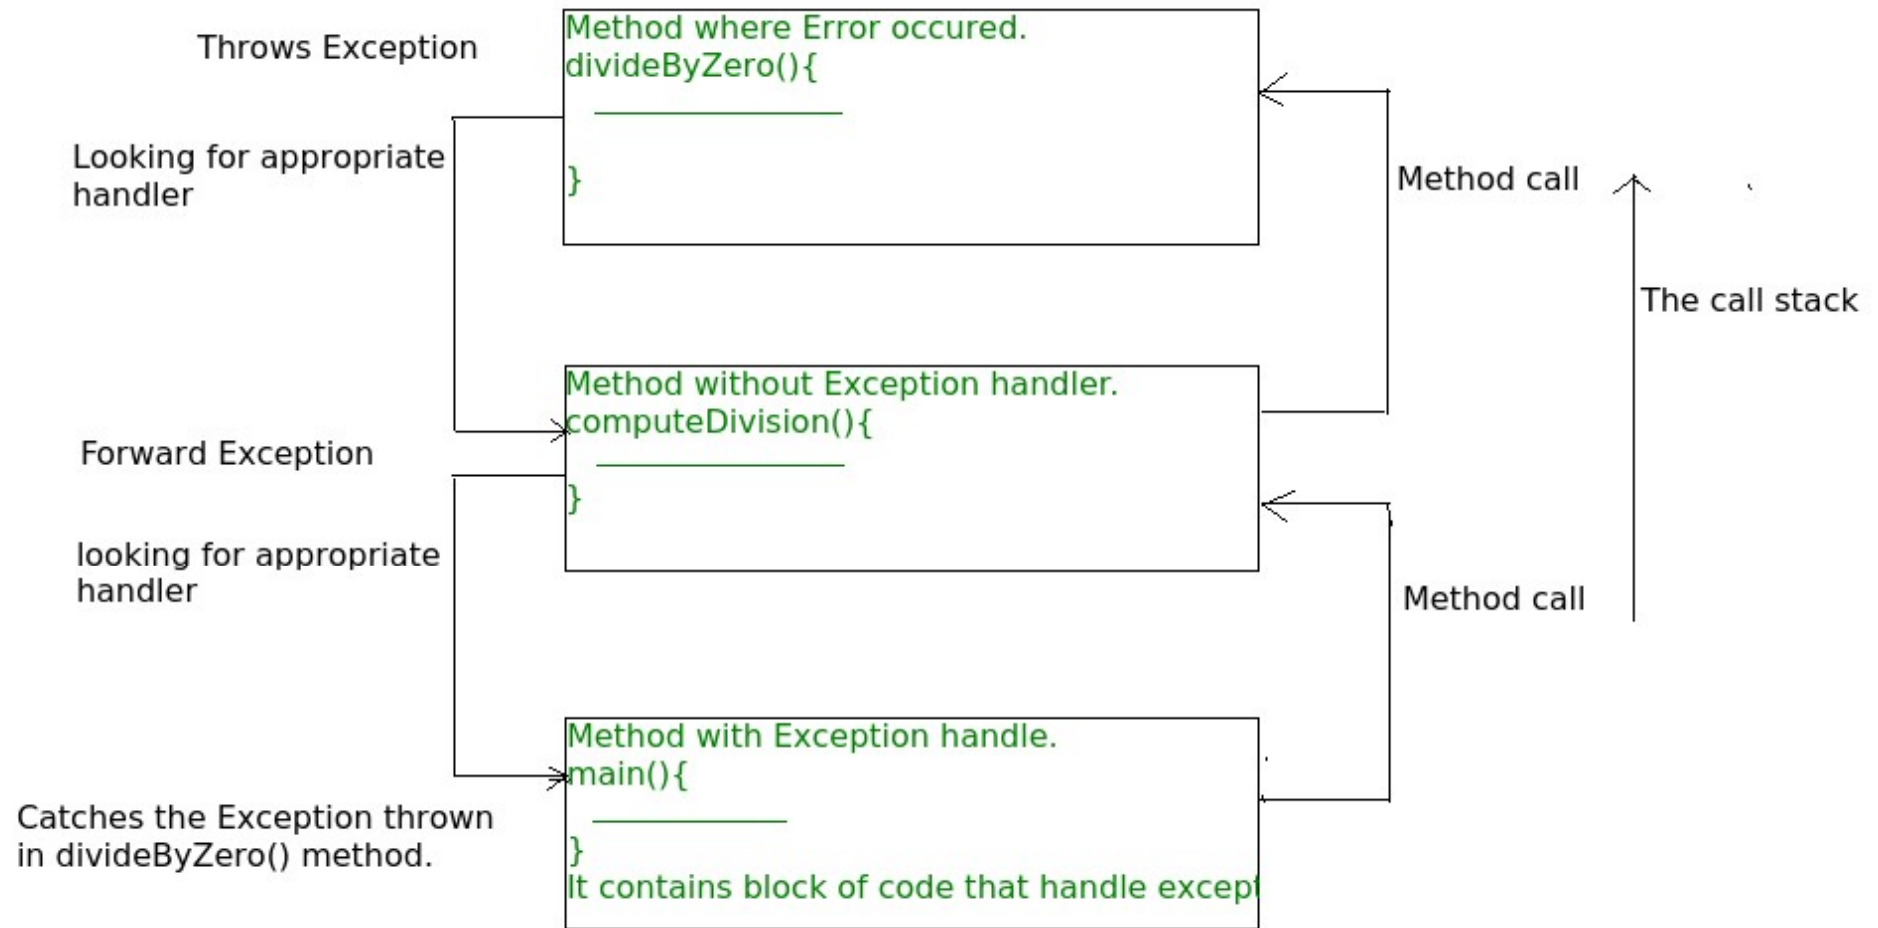 Throws Exception
Method where Error occured.
divideByZero(){
}
Looking for appropriate
handler
Method call
The call stack
Method without Exception handler.
computeDivision(){
}
Forward Exception
looking for appropriate
handler
Method call
Method with Exception handle.
main(){
}
It contains block of code that handle except
Catches the Exception thrown
in divideByZero() method.